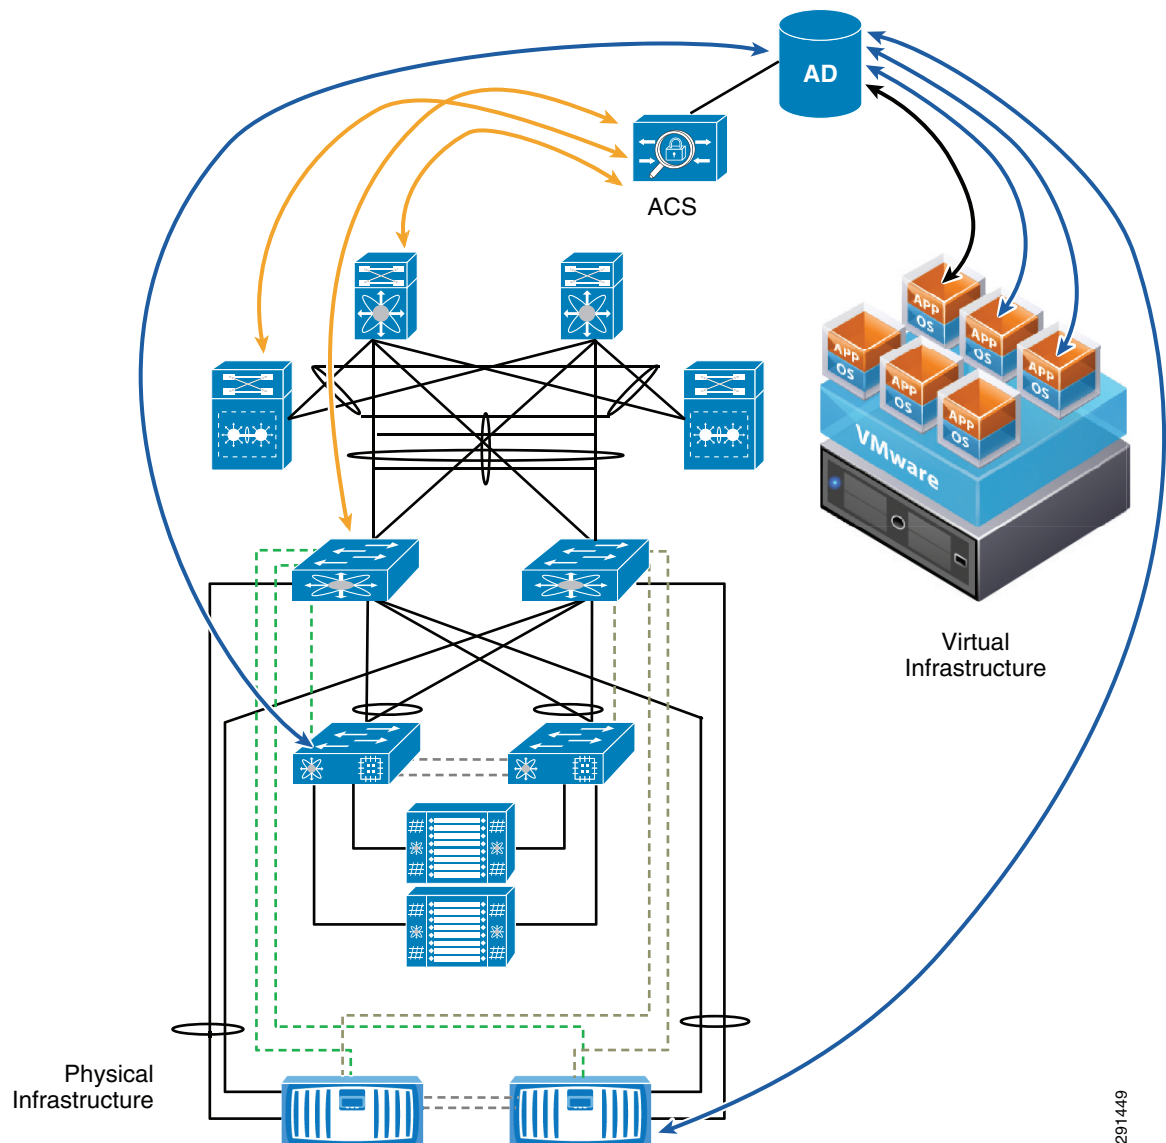 AD
ACS
APP
OS
APP
OS
APP
OS
APP
OS
APP
OS
APP
OS
VMware
Virtual
Infrastructure
Physical
Infrastructure
291449